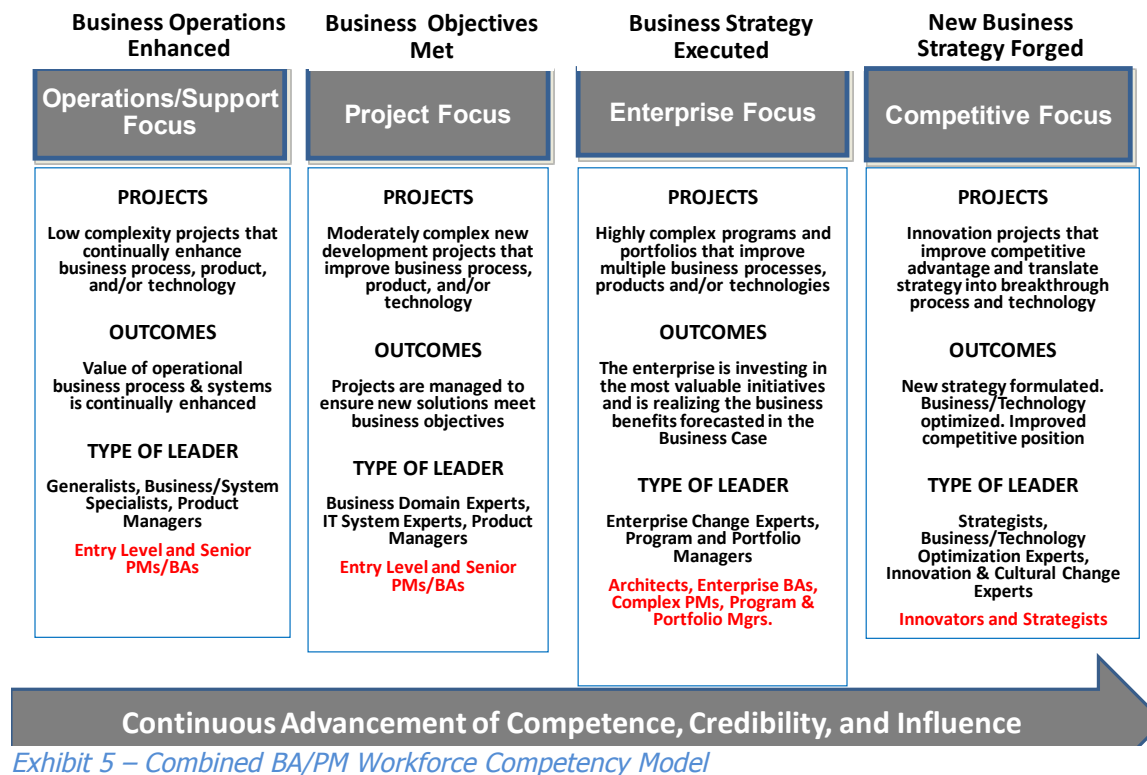 Business Operations
Enhanced
Operations/Support
Focus
PROJECTS
Low complexity projects that
continually enhance
business process, product,
and/or technology
OUTCOMES
Value of operational
business process & systems
is continually enhanced
TYPE OF LEADER
Generalists, Business/System
Specialists, Product
Managers
Entry Level and Senior
PMs/BAs
Business Objectives
Met
Project Focus
PROJECTS
Moderately complex new
development projects that
improve business process,
product, and/or
technology
OUTCOMES
Projects are managed to
ensure new solutions meet
business objectives
TYPE OF LEADER
Business Domain Experts,
IT System Experts, Product
Managers
Entry Level and Senior
PMs/BAs
Business Strategy
Executed
Enterprise Focus
PROJECTS
Highly complex programs and
portfolios that improve
multiple business processes,
products and/or technologies
OUTCOMES
The enterprise is investing in
the most valuable initiatives
and is realizing the business
benefits forecasted in the
Business Case
TYPE OF LEADER
Enterprise Change Experts,
Program and Portfolio
Managers
Architects, Enterprise BAs,
Complex PMs, Program &
Portfolio Mgrs.
New Business
Strategy Forged
Competitive Focus
PROJECTS
Innovation projects that
improve competitive
advantage and translate
strategy into breakthrough
process and technology
OUTCOMES
New strategy formulated.
Business/Technology
optimized. Improved
competitive position
TYPE OF LEADER
Strategists,
Business/Technology
Optimization Experts,
Innovation & Cultural Change
Experts
Innovators and Strategists
Continuous Advancement of Competence, Credibility, and Influence
Exhibit 5 – Combined BA/PM Workforce Competency Model